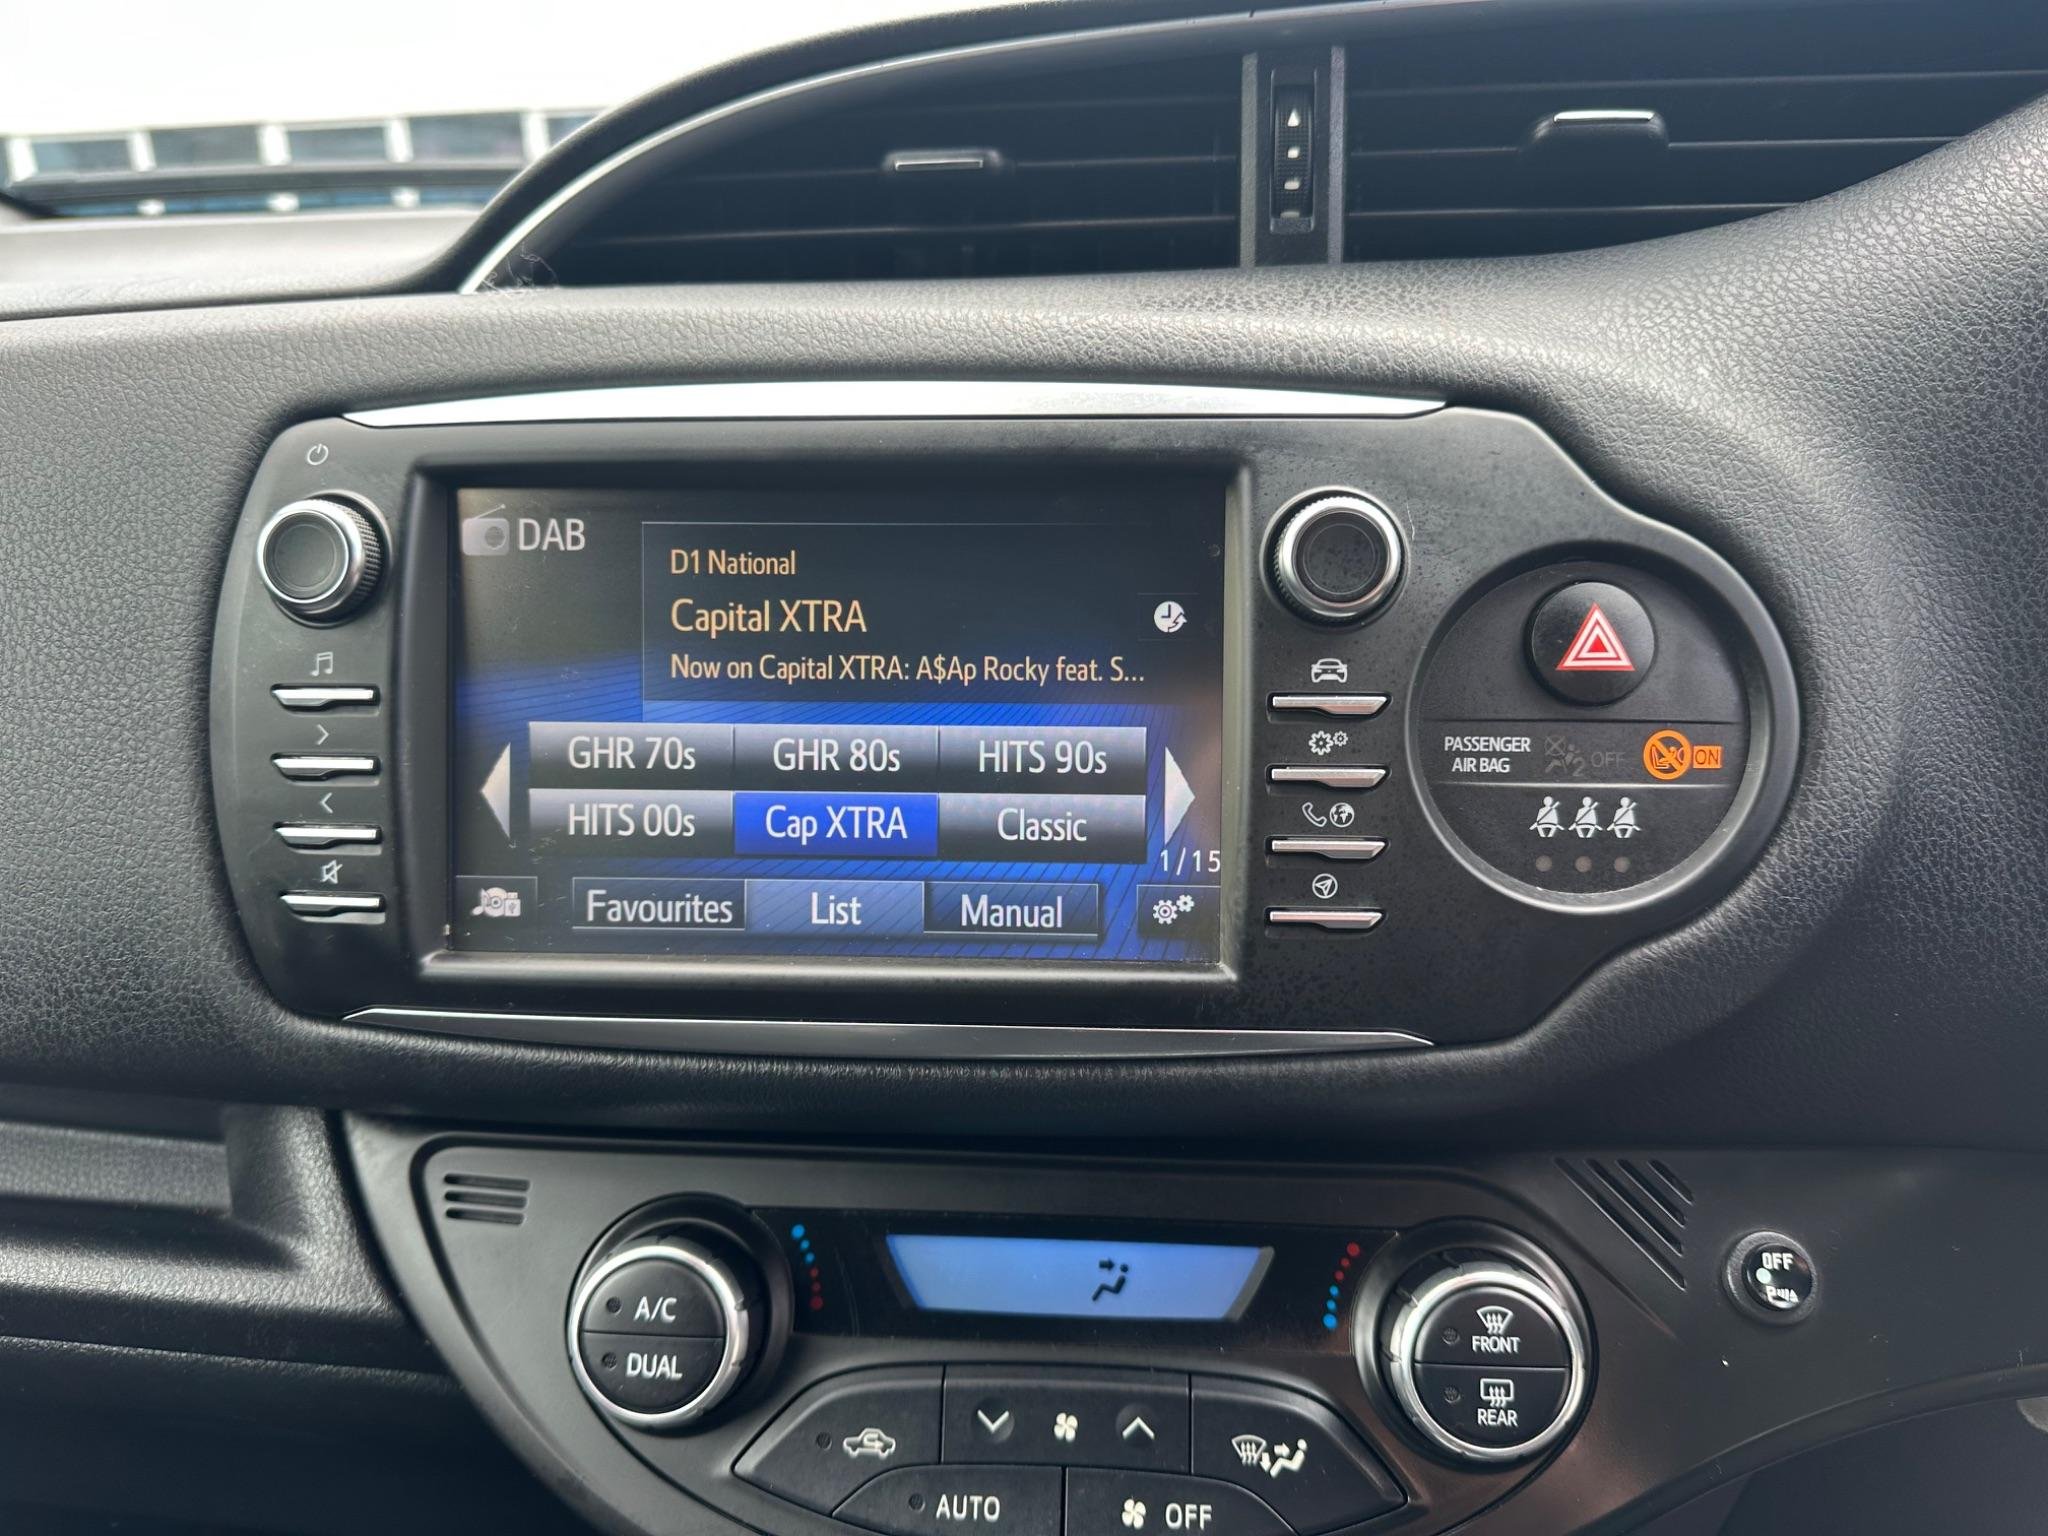 DAB
D1 National
Capital XTRA
Now on Capital XTRA: A$Ap Rocky feat. S...
GHR 70s GHR 80s HITS 90s
HITS 00s Cap XTRA Classic
1/15
Favourites List Manual
PASSENGER
AIR BAG
2 OFF
ON
A/C
DUAL
FRONT
REAR
AUTO
OFF
OFF